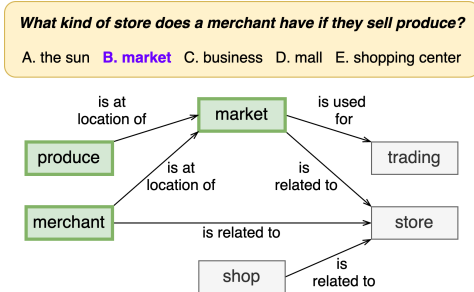 What kind of store does a merchant have if they sell produce?
A. the sun B. market C. business D. mall E. shopping center
is at
location of
market
is used
for
produce
trading
is at
location of
is
related to
merchant
is related to
store
shop
is
related to